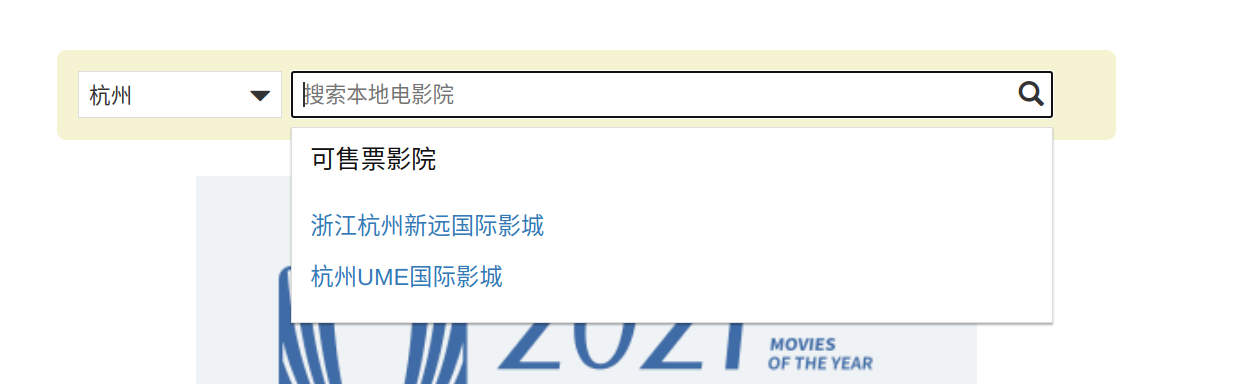 杭州
搜索本地电影院
可售票影院
浙江杭州新远国际影城
杭州UME国际影城
2021
MOVIES
OF THE YEAR